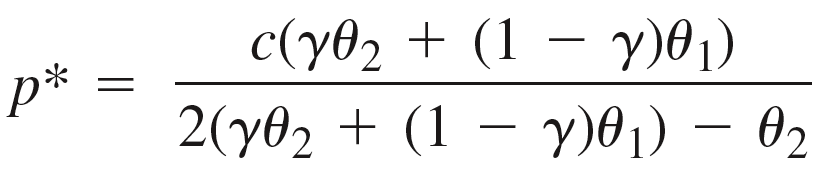 p* = c(γθ₂ + (1 − γ)θ₁) / 2(γθ₂ + (1 − γ)θ₁) − θ₂